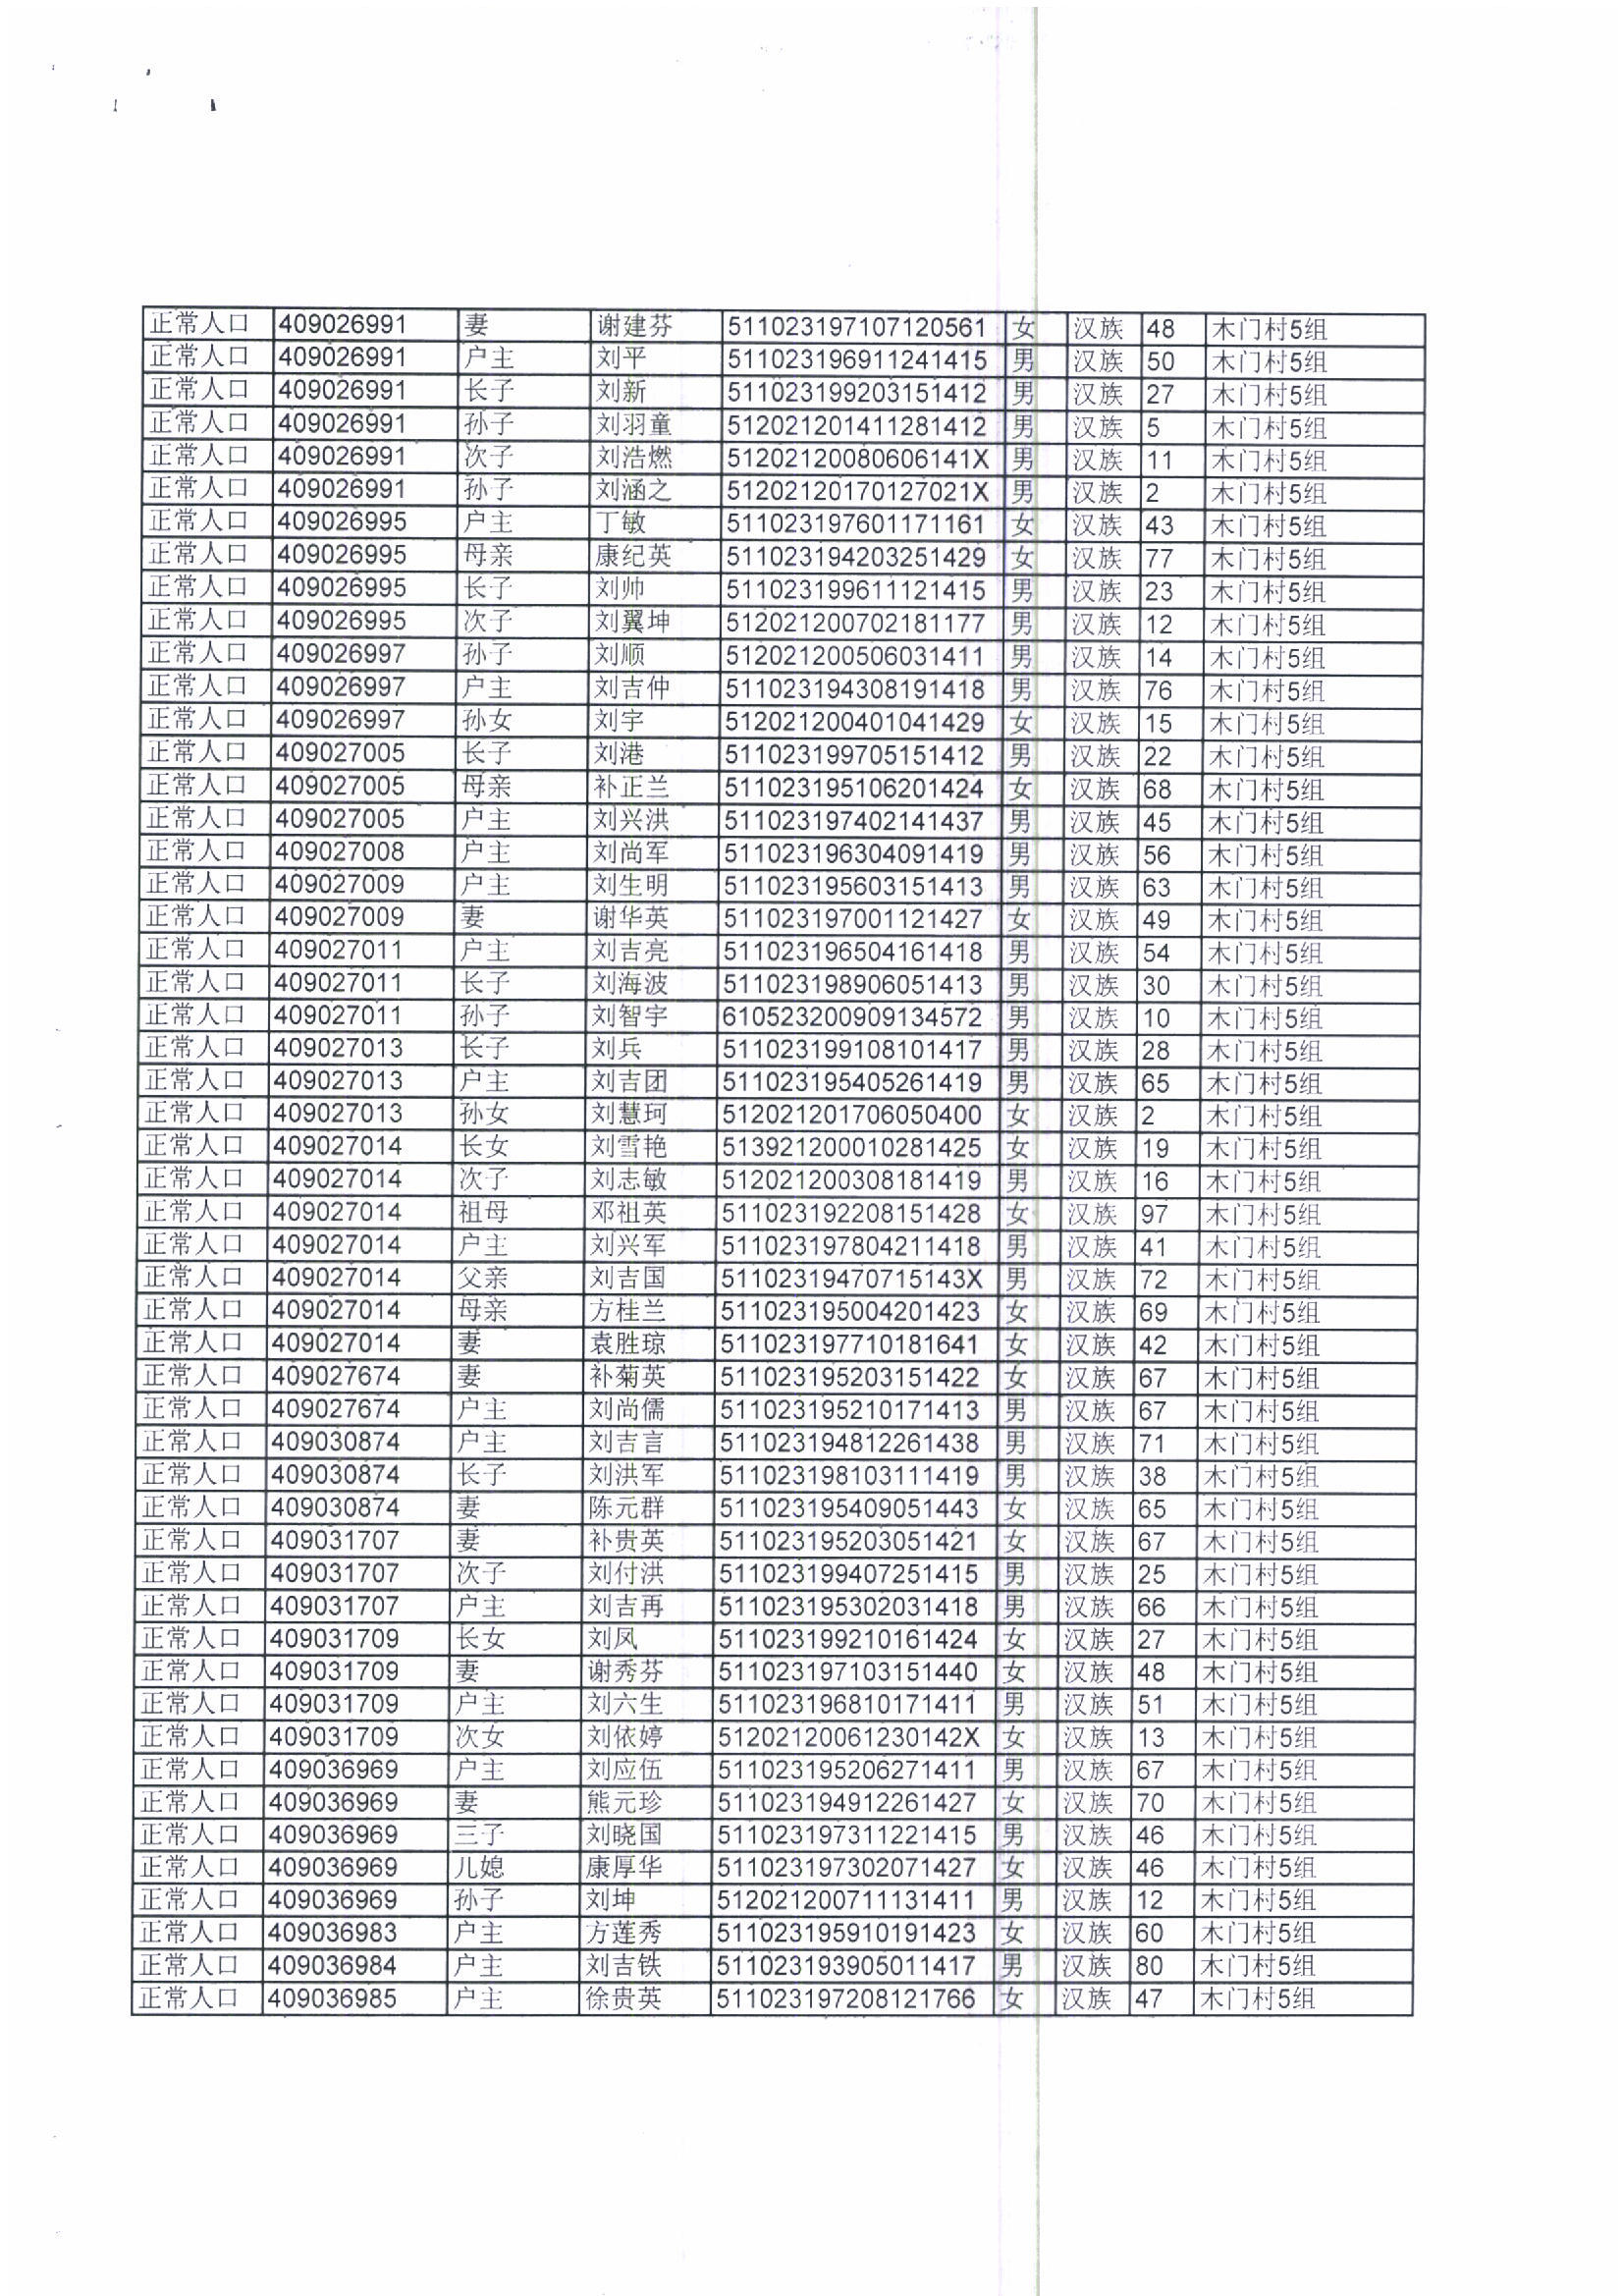 正常人口 409026991 妻 谢建芬 511023197107120561 女 汉族 48 木门村5组
正常人口 409026991 户主 刘平 511023196911241415 男 汉族 50 木门村5组
正常人口 409026991 长子 刘新 511023199203151412 男 汉族 27 木门村5组
正常人口 409026991 孙子 刘羽童 512021201411281412 男 汉族 5 木门村5组
正常人口 409026991 次子 刘浩燃 51202120080606141X 男 汉族 11 木门村5组
正常人口 409026991 孙子 刘涵之 51202120170127021X 男 汉族 2 木门村5组
正常人口 409026995 户主 丁敏 511023197601171161 女 汉族 43 木门村5组
正常人口 409026995 母亲 康纪英 511023194203251429 女 汉族 77 木门村5组
正常人口 409026995 长子 刘帅 511023199611121415 男 汉族 23 木门村5组
正常人口 409026995 次子 刘翼坤 512021200702181177 男 汉族 12 木门村5组
正常人口 409026997 孙子 刘顺 512021200506031411 男 汉族 14 木门村5组
正常人口 409026997 户主 刘吉仲 511023194308191418 男 汉族 76 木门村5组
正常人口 409026997 孙女 刘宇 512021200401041429 女 汉族 15 木门村5组
正常人口 409027005 长子 刘港 511023199705151412 男 汉族 22 木门村5组
正常人口 409027005 母亲 补正兰 511023195106201424 女 汉族 68 木门村5组
正常人口 409027005 户主 刘兴洪 511023197402141437 男 汉族 45 木门村5组
正常人口 409027008 户主 刘尚军 511023196304091419 男 汉族 56 木门村5组
正常人口 409027009 户主 刘生明 511023195603151413 男 汉族 63 木门村5组
正常人口 409027009 妻 谢华英 511023197001121427 女 汉族 49 木门村5组
正常人口 409027011 户主 刘吉亮 511023196504161418 男 汉族 54 木门村5组
正常人口 409027011 长子 刘海波 511023198906051413 男 汉族 30 木门村5组
正常人口 409027011 孙子 刘智宇 610523200909134572 男 汉族 10 木门村5组
正常人口 409027013 长子 刘兵 511023199108101417 男 汉族 28 木门村5组
正常人口 409027013 户主 刘吉团 511023195405261419 男 汉族 65 木门村5组
正常人口 409027013 孙女 刘慧珂 512021201706050400 女 汉族 2 木门村5组
正常人口 409027014 长女 刘雪艳 513921200010281425 女 汉族 19 木门村5组
正常人口 409027014 次子 刘志敏 512021200308181419 男 汉族 16 木门村5组
正常人口 409027014 祖母 邓祖英 511023192208151428 女 汉族 97 木门村5组
正常人口 409027014 户主 刘兴军 511023197804211418 男 汉族 41 木门村5组
正常人口 409027014 父亲 刘吉国 51102319470715143X 男 汉族 72 木门村5组
正常人口 409027014 母亲 方桂兰 511023195004201423 女 汉族 69 木门村5组
正常人口 409027014 妻 袁胜琼 511023197710181641 女 汉族 42 木门村5组
正常人口 409027674 妻 补菊英 511023195203151422 女 汉族 67 木门村5组
正常人口 409027674 户主 刘尚儒 511023195210171413 男 汉族 67 木门村5组
正常人口 409030874 户主 刘吉言 511023194812261438 男 汉族 71 木门村5组
正常人口 409030874 长子 刘洪军 511023198103111419 男 汉族 38 木门村5组
正常人口 409030874 妻 陈元群 511023195409051443 女 汉族 65 木门村5组
正常人口 409031707 妻 补贵英 511023195203051421 女 汉族 67 木门村5组
正常人口 409031707 次子 刘付洪 511023199407251415 男 汉族 25 木门村5组
正常人口 409031707 户主 刘吉再 511023195302031418 男 汉族 66 木门村5组
正常人口 409031709 长女 刘凤 511023199210161424 女 汉族 27 木门村5组
正常人口 409031709 妻 谢秀芬 511023197103151440 女 汉族 48 木门村5组
正常人口 409031709 户主 刘六生 511023196810171411 男 汉族 51 木门村5组
正常人口 409031709 次女 刘依婷 51202120061230142X 女 汉族 13 木门村5组
正常人口 409036969 户主 刘应伍 511023195206271411 男 汉族 67 木门村5组
正常人口 409036969 妻 熊元珍 511023194912261427 女 汉族 70 木门村5组
正常人口 409036969 三子 刘晓国 511023197311221415 男 汉族 46 木门村5组
正常人口 409036969 儿媳 康厚华 511023197302071427 女 汉族 46 木门村5组
正常人口 409036969 孙子 刘坤 512021200711131411 男 汉族 12 木门村5组
正常人口 409036983 户主 方莲秀 511023195910191423 女 汉族 60 木门村5组
正常人口 409036984 户主 刘吉铁 511023193905011417 男 汉族 80 木门村5组
正常人口 409036985 户主 徐贵英 511023197208121766 女 汉族 47 木门村5组